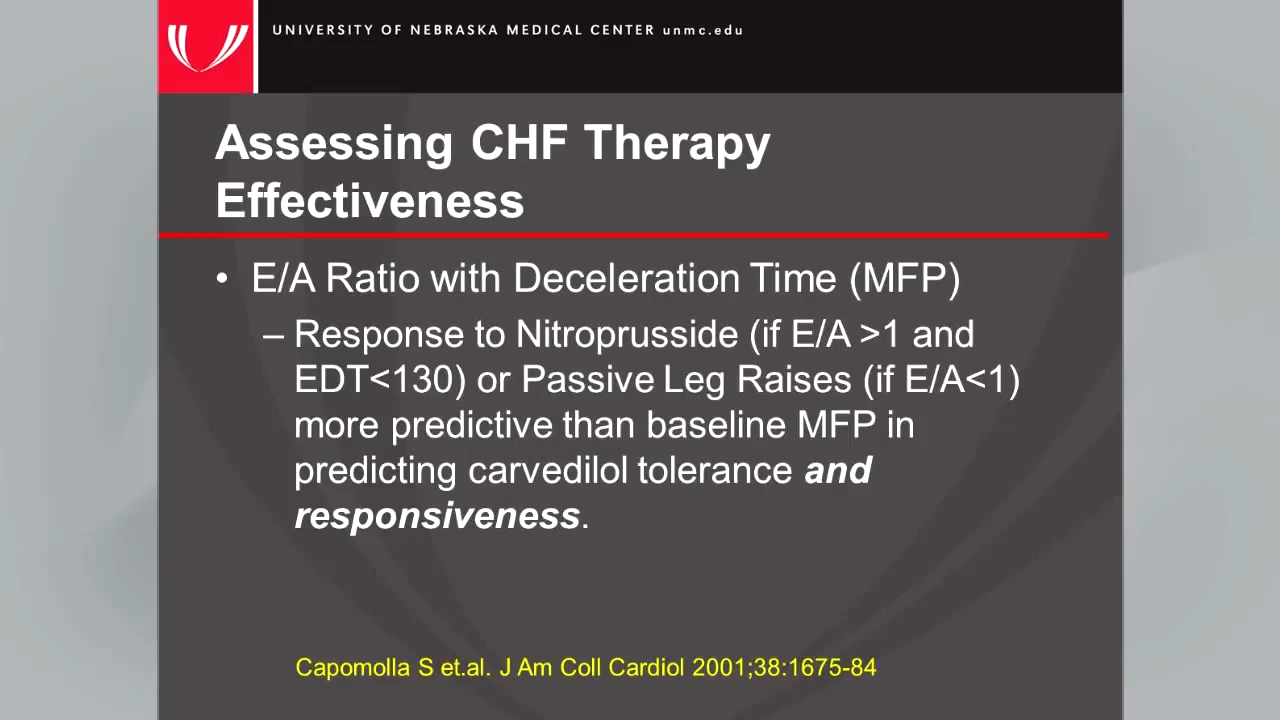 UNIVERSITY OF NEBRASKA MEDICAL CENTER unmc.edu
Assessing CHF Therapy
Effectiveness
• E/A Ratio with Deceleration Time (MFP)
– Response to Nitroprusside (if E/A >1 and
EDT<130) or Passive Leg Raises (if E/A<1)
more predictive than baseline MFP in
predicting carvedilol tolerance and
responsiveness.
Capomolla S et.al. J Am Coll Cardiol 2001;38:1675-84